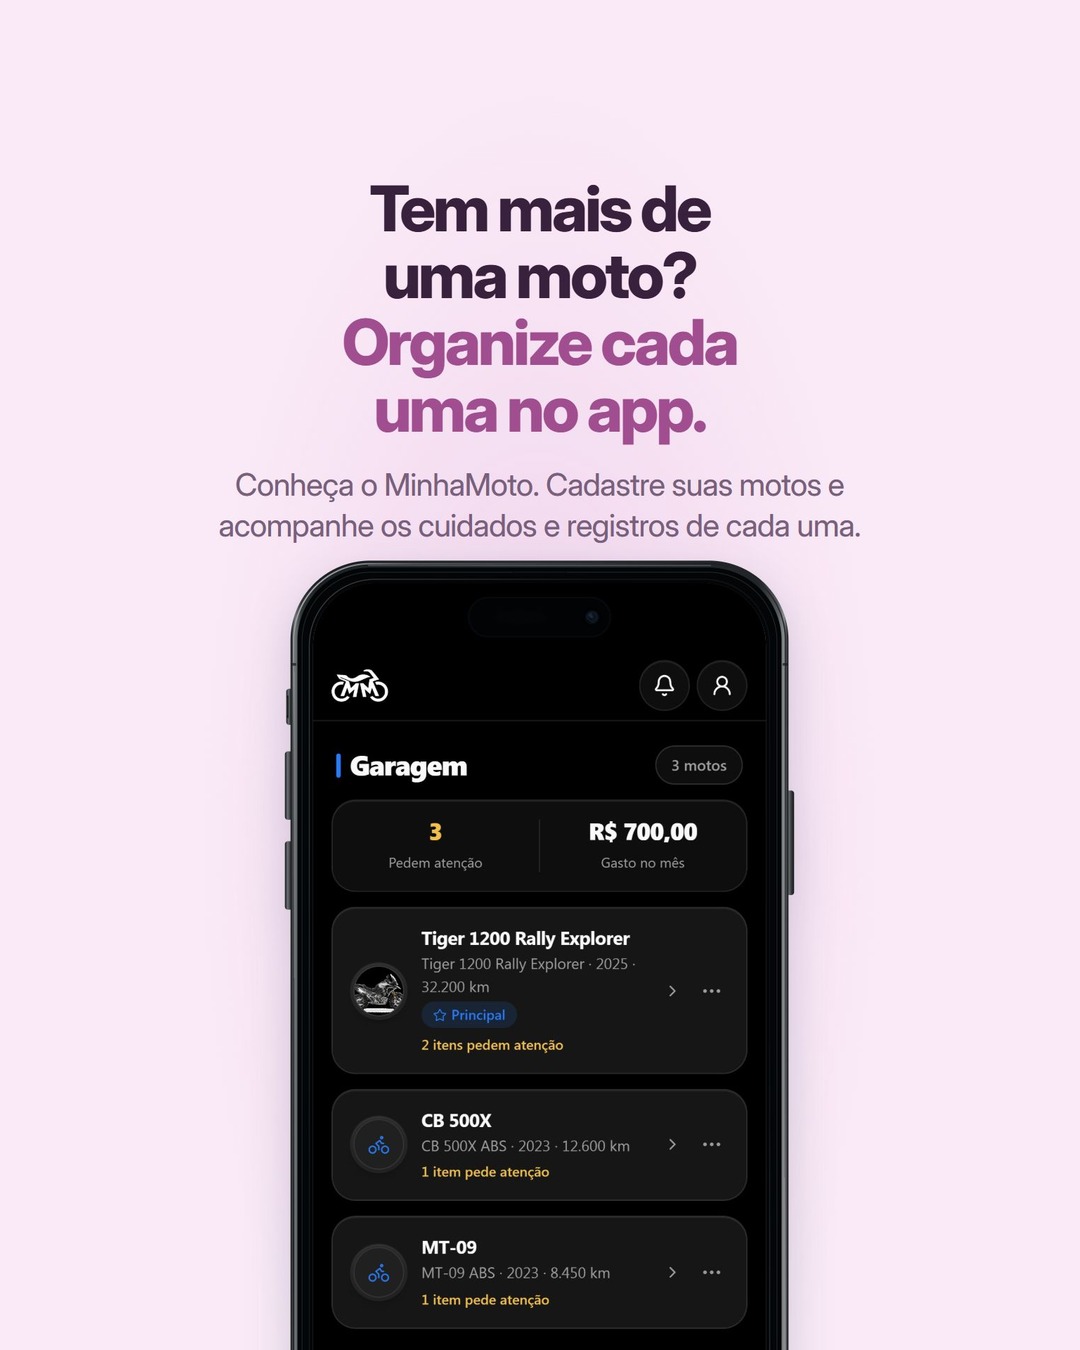 Tem mais de
uma moto?
Organize cada
uma no app.
Conheça o MinhaMoto. Cadastre suas motos e
acompanhe os cuidados e registros de cada uma.
MM
Garagem
3 motos
3
Pedem atenção
R$ 700,00
Gasto no mês
Tiger 1200 Rally Explorer
Tiger 1200 Rally Explorer · 2025 ·
32.200 km
Principal
2 itens pedem atenção
CB 500X
CB 500X ABS · 2023 · 12.600 km
1 item pede atenção
MT-09
MT-09 ABS · 2023 · 8.450 km
1 item pede atenção